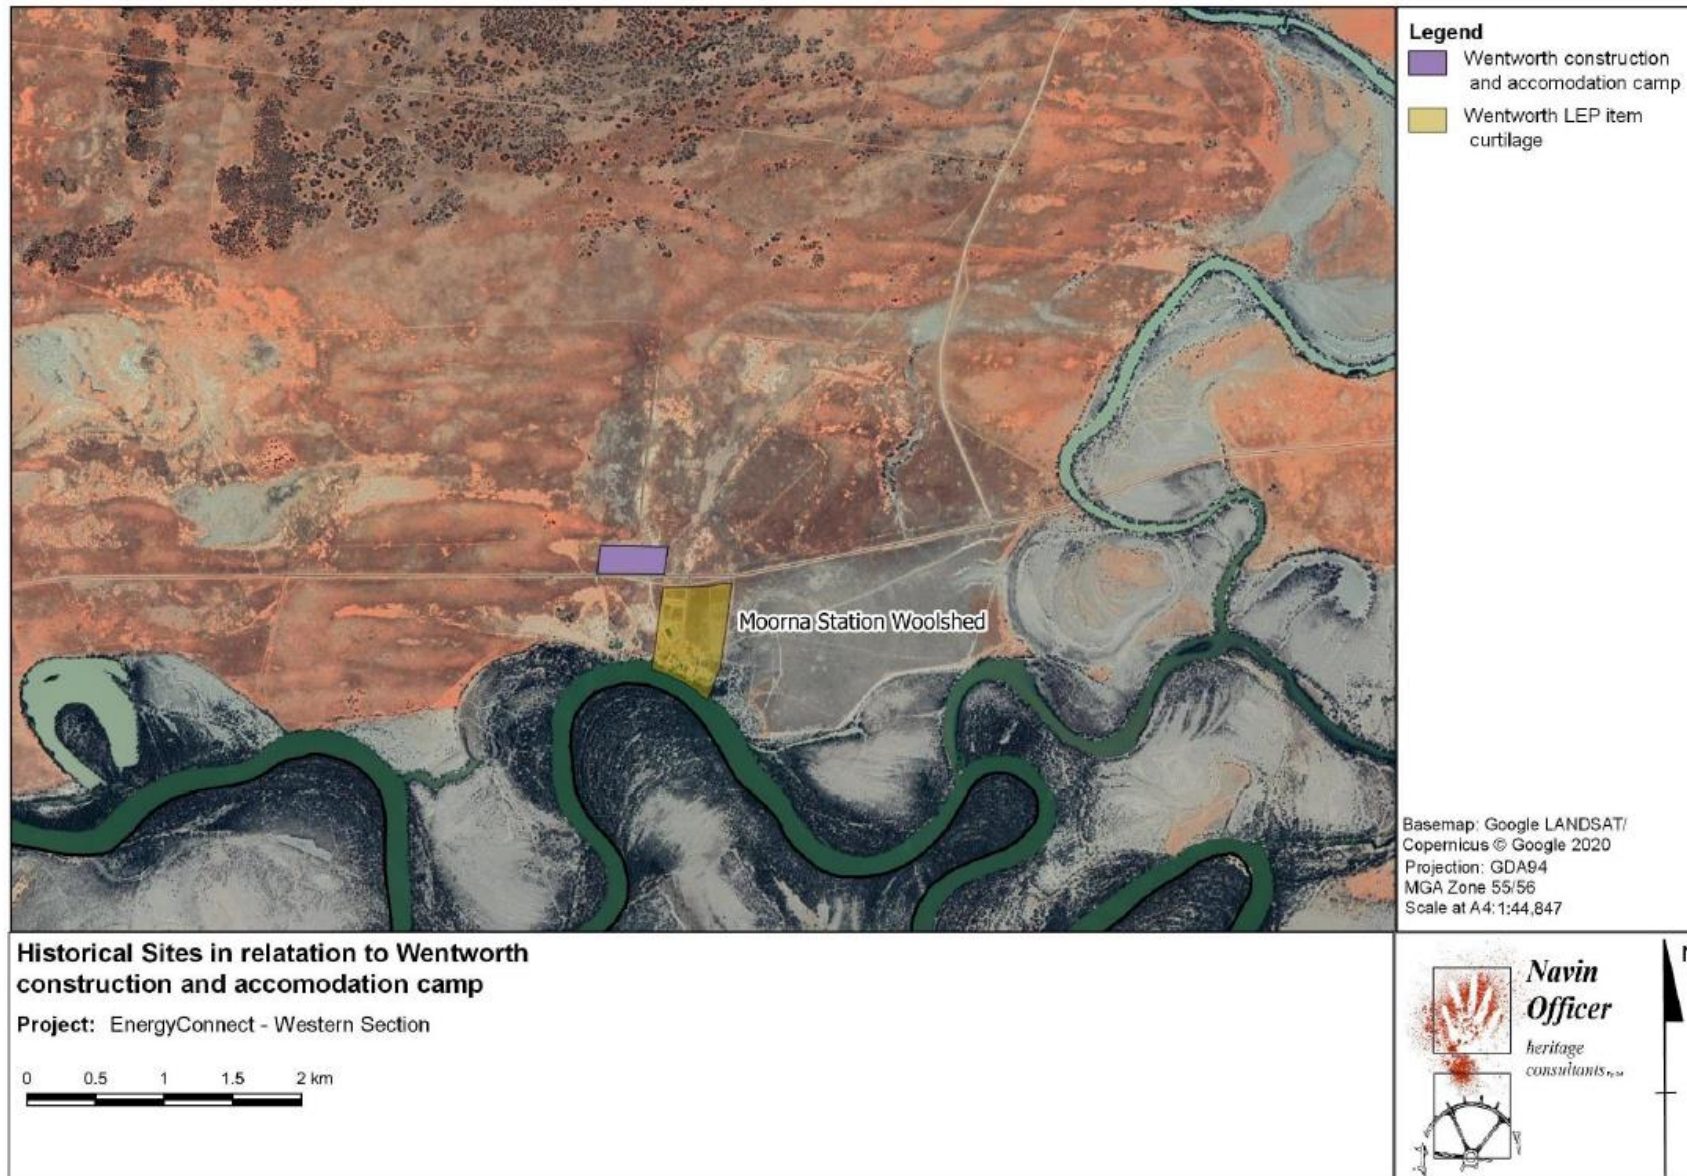 Legend
Wentworth construction
and accomodation camp
Wentworth LEP item
curtilage
Moorna Station Woolshed
Basemap: Google LANDSAT/
Copernicus © Google 2020
Projection: GDA94
MGA Zone 55/56
Scale at A4:1:44,847
Historical Sites in relatation to Wentworth
construction and accomodation camp
Project: EnergyConnect - Western Section
0 0.5 1 1.5 2 km
Navin
Officer
heritage
consultants